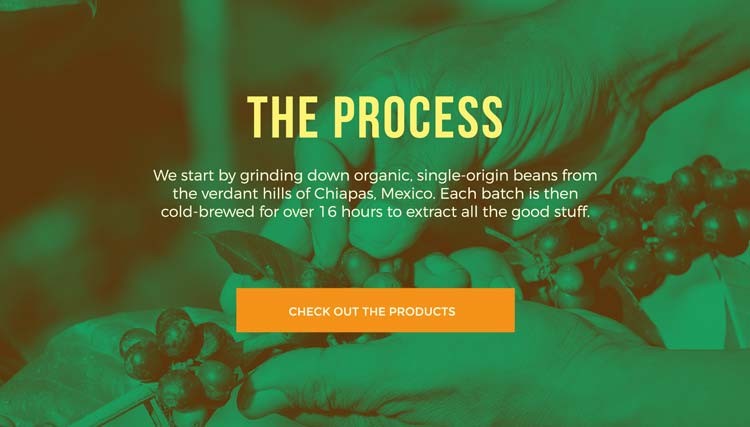 THE PROCESS
We start by grinding down organic, single-origin beans from
the verdant hills of Chiapas, Mexico. Each batch is then
cold-brewed for over 16 hours to extract all the good stuff.
CHECK OUT THE PRODUCTS